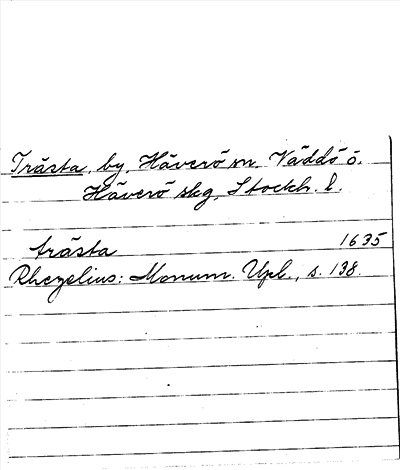 Trästa, by, Häverö sn. Väddö ö.
Häverö skg, Stockh. l.
trästa 1635
Rhezelius: Monum. Upl., s. 138.